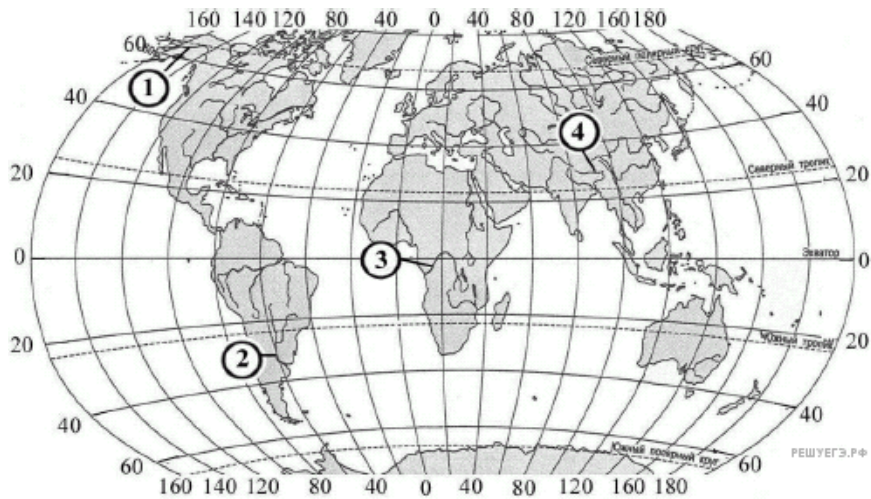 160 140 120 80 40 0 40 80 120 160 180
60 Северный полярный круг 60
1
40 40
4
20 Северный тропик 20
0 3 Экватор 0
20 2 Южный тропик 20
40 40
60 Южный полярный круг 60
РЕШУЕГЭ.РФ
160 140 120 80 40 0 40 80 120 140 160 180